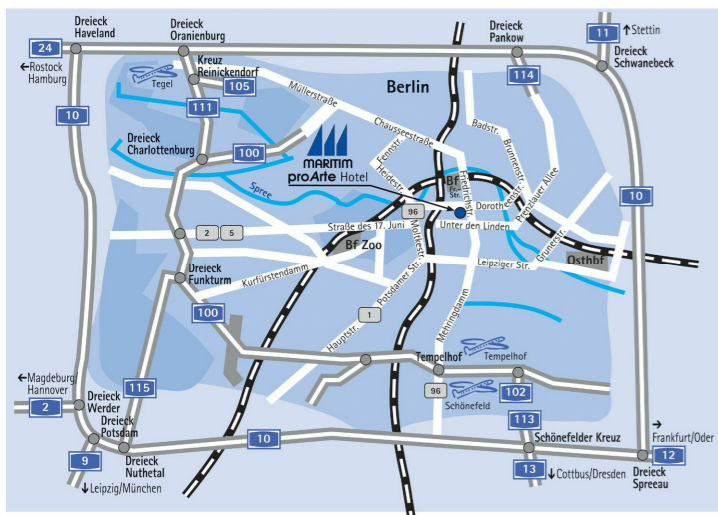 Dreieck
Haveland
Dreieck
Oranienburg
Dreieck
Pankow
11
↑Stettin
24
←Rostock
Hamburg
Kreuz
Reinickendorf
Tegel
105
114
Dreieck
Schwanebeck
Berlin
10
111
Müllerstraße
Chausseestraße
Badstr.
Brunnenstr.
Dreieck
Charlottenburg
100
MARITIM
proArte Hotel
Fennstr.
Heidestr.
Bf
Str.
Friedrichstr.
Prenzlauer Allee
10
Spree
96
Doroth eenstr.
2
5
Straße des 17. Juni
Unter den Linden
Bf Zoo
Moltkestr.
Grunerstr.
Leipziger Str.
Osthbf
Dreieck
Funkturm
Kurfürstendamm
Potsdamer Str.
100
1
Hauptstr.
Mehringdamm
Tempelhof
Tempelhof
←Magdeburg/
Hannover
115
96
Schönefeld
102
2
Dreieck
Werder
Dreieck
Potsdam
113
10
Schönefelder Kreuz
→
Frankfurt/Oder
12
9
Dreieck
Nuthetal
13
↓Cottbus/Dresden
Dreieck
Spreeau
↓Leipzig/München